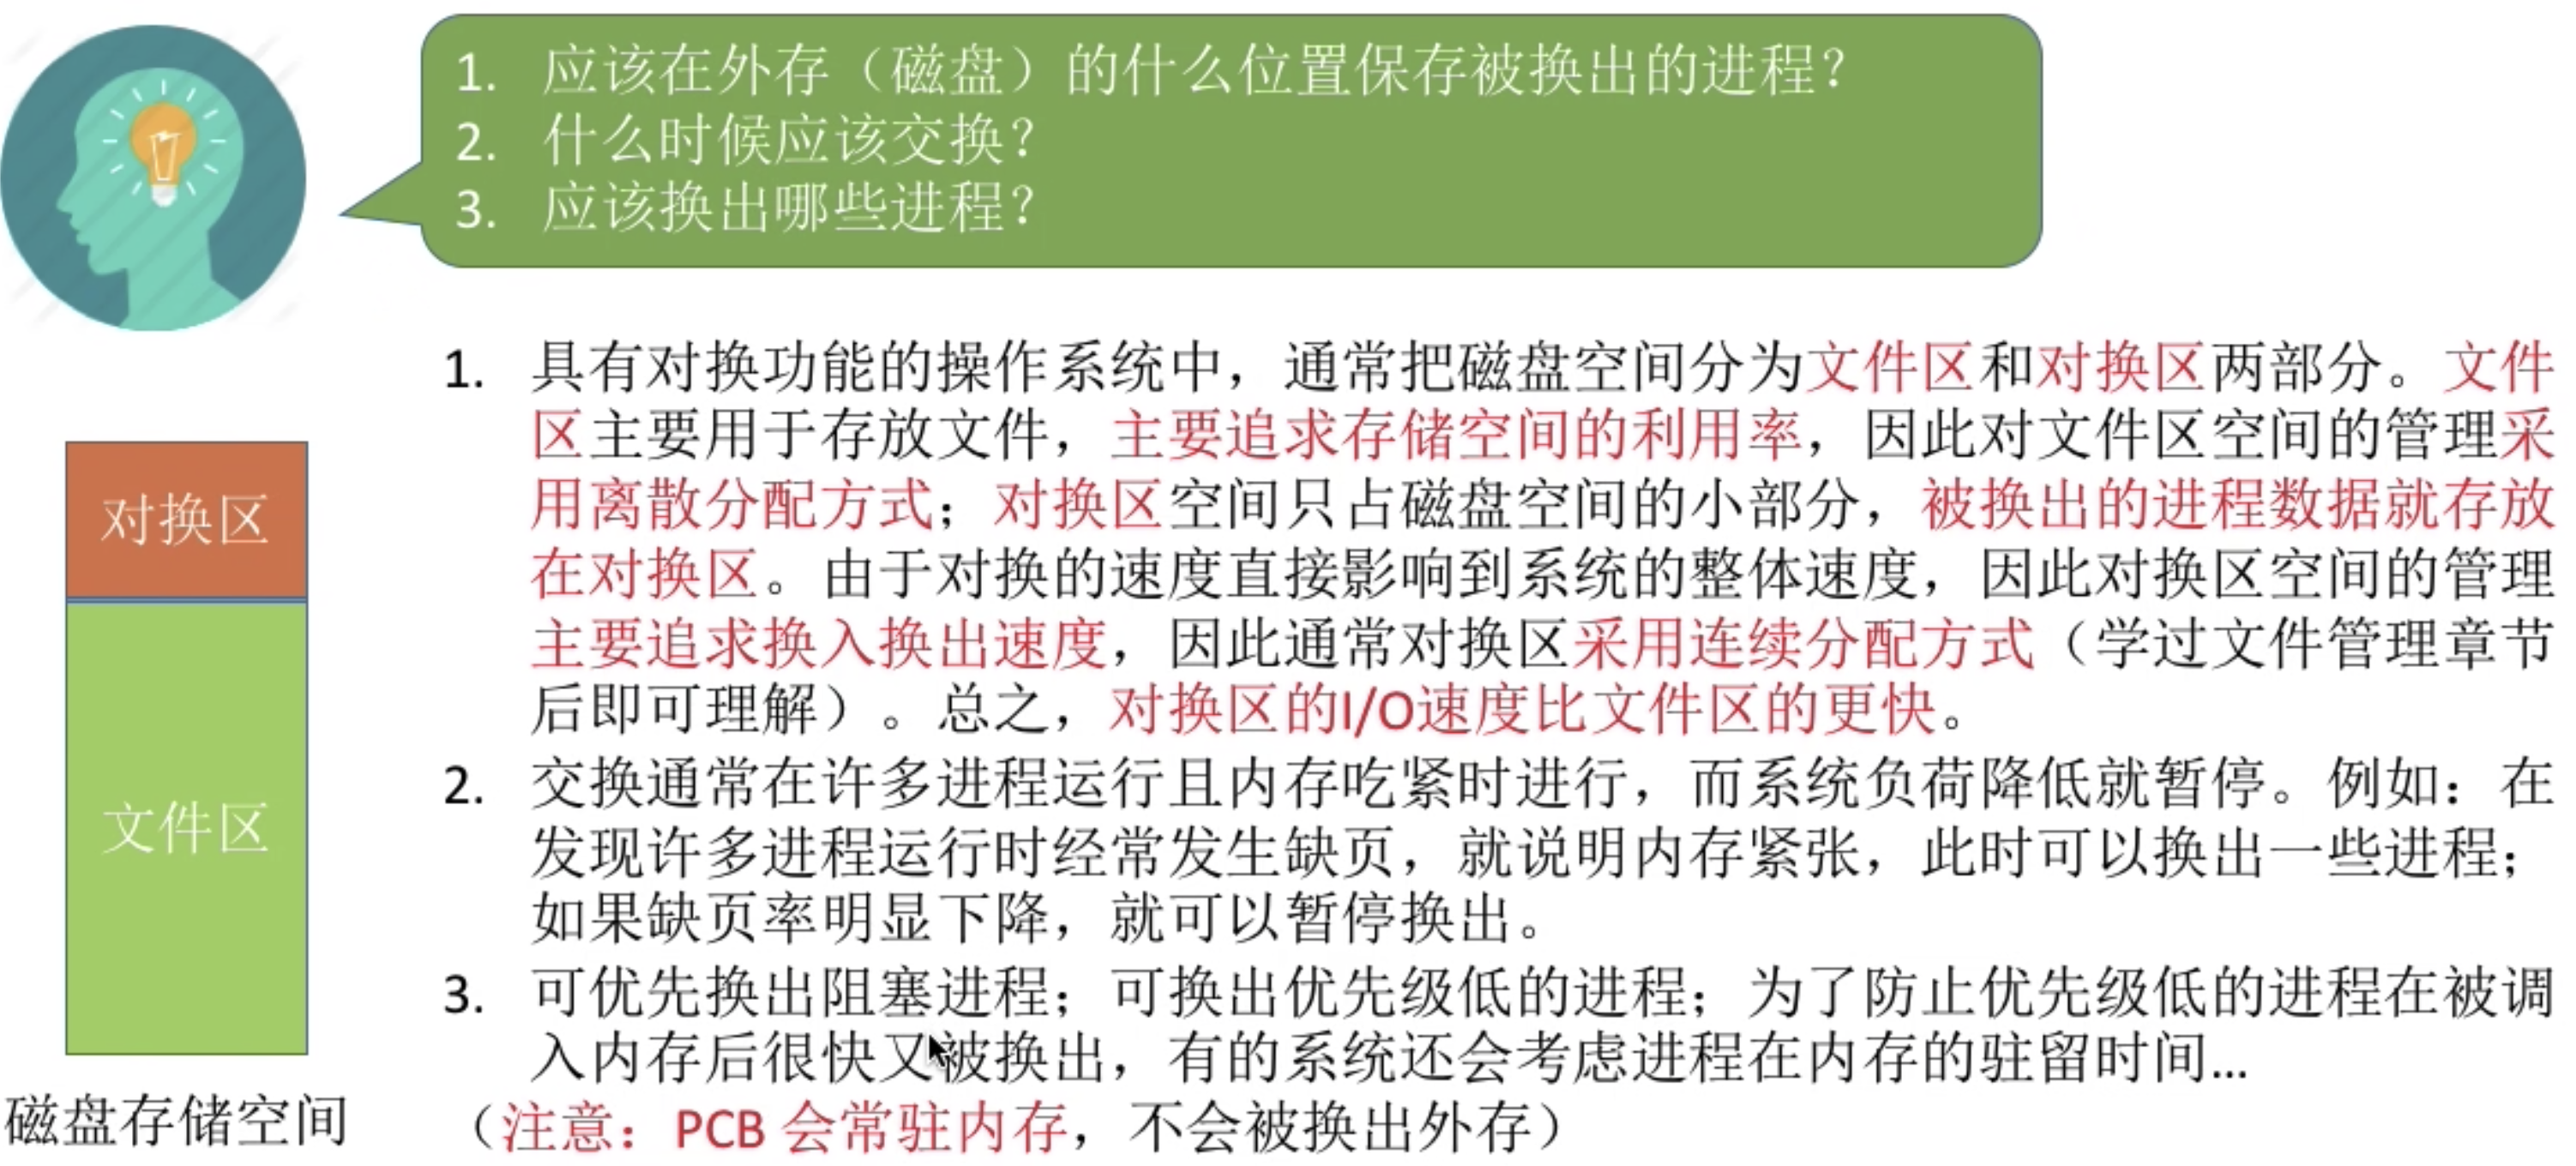 1. 应该在外存（磁盘）的什么位置保存被换出的进程？
2. 什么时候应该交换？
3. 应该换出哪些进程？
1. 具有对换功能的操作系统中，通常把磁盘空间分为文件区和对换区两部分。文件
区主要用于存放文件，主要追求存储空间的利用率，因此对文件区空间的管理采
用离散分配方式；对换区空间只占磁盘空间的小部分，被换出的进程数据就存放
在对换区。由于对换的速度直接影响到系统的整体速度，因此对换区空间的管理
主要追求换入换出速度，因此通常对换区采用连续分配方式（学过文件管理章节
后即可理解）。总之，对换区的I/O速度比文件区的更快。
2. 交换通常在许多进程运行且内存吃紧时进行，而系统负荷降低就暂停。例如：在
发现许多进程运行时经常发生缺页，就说明内存紧张，此时可以换出一些进程；
如果缺页率明显下降，就可以暂停换出。
3. 可优先换出阻塞进程；可换出优先级低的进程；为了防止优先级低的进程在被调
入内存后很快又被换出，有的系统还会考虑进程在内存的驻留时间...
（注意：PCB 会常驻内存，不会被换出外存）
对换区
文件区
磁盘存储空间